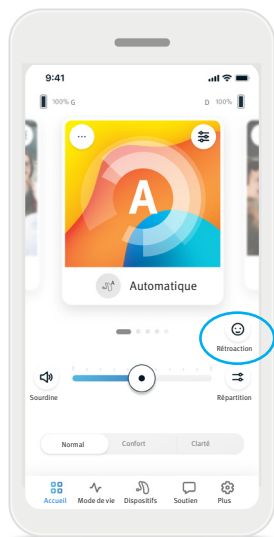 9:41
100% G
D 100%
...
A
A
Automatique
Rétroaction
Sourdine
Répartition
Normal Confort Clarté
Accueil Mode de vie Dispositifs Soutien Plus